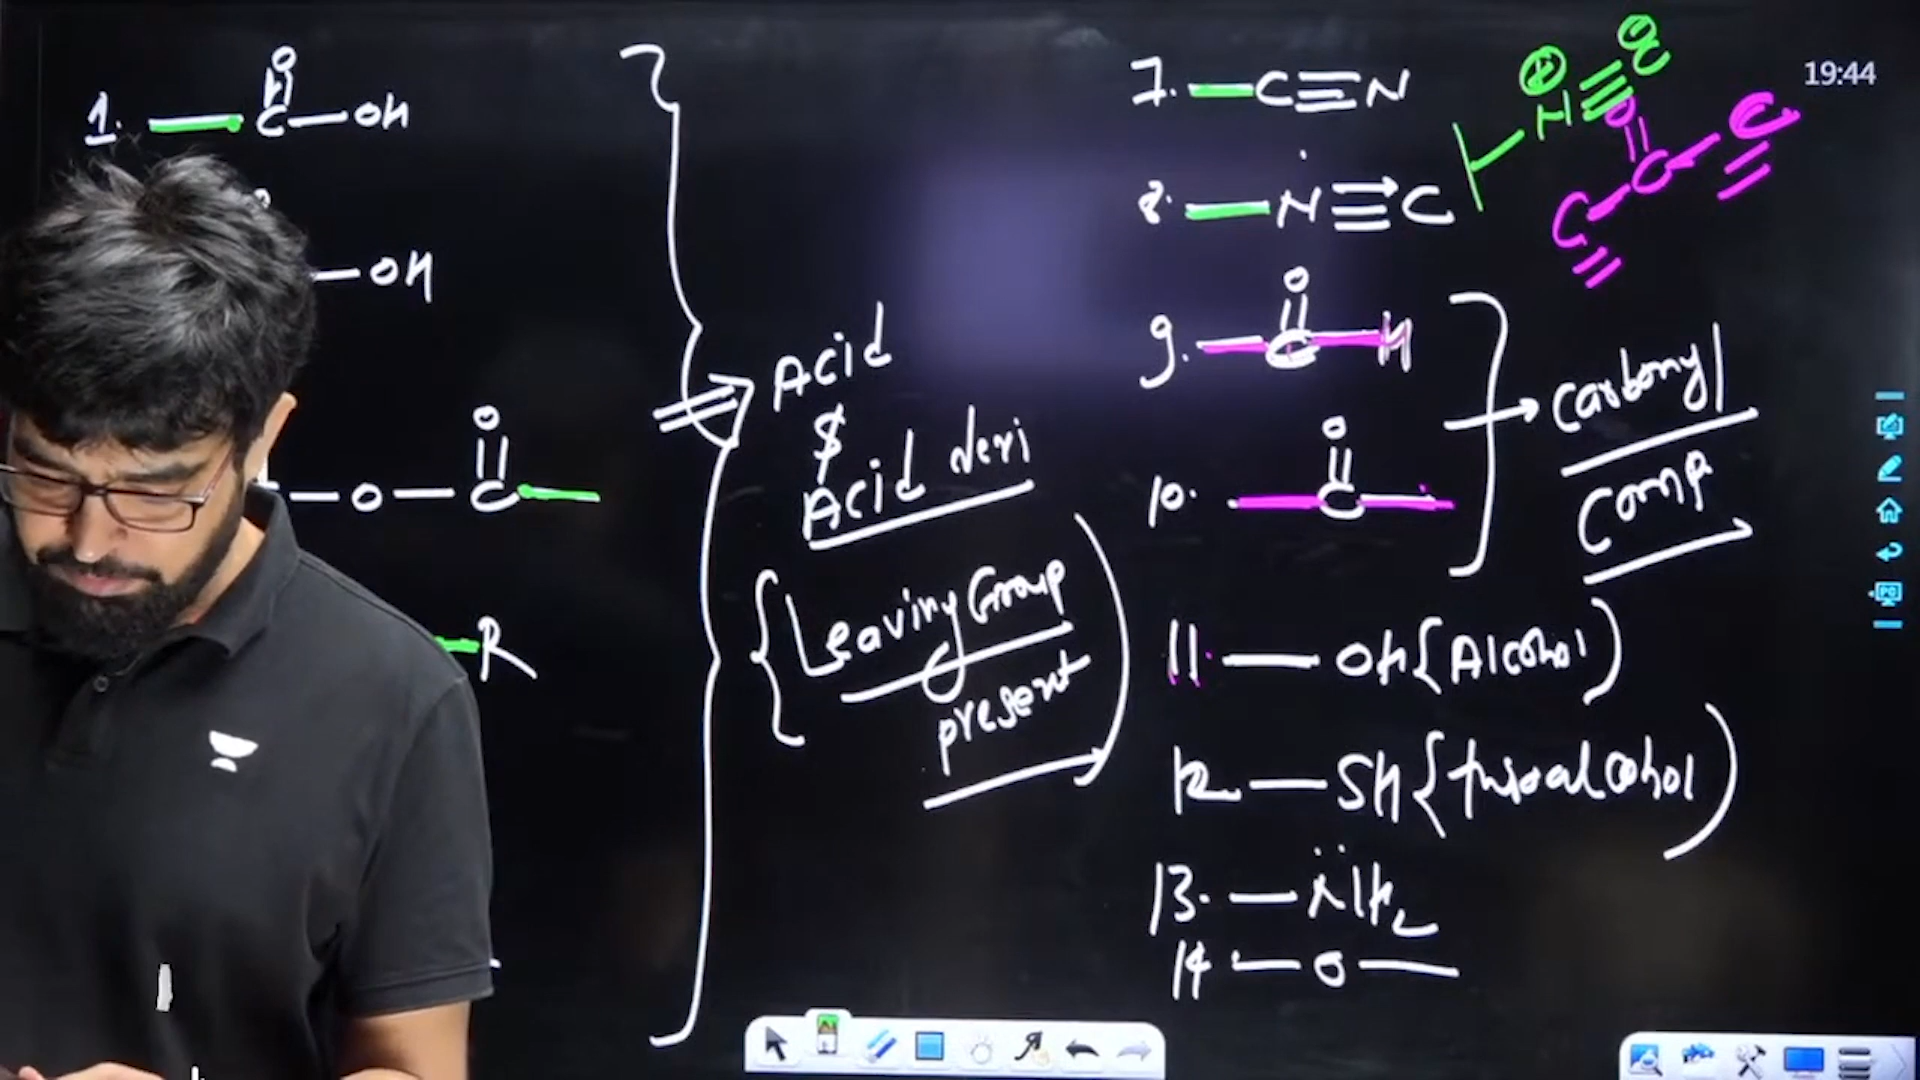 1. —C—OH
O
—OH
O
—O—C—
—R
Acid
$
Acid deri
{Leaving Group
present)
7. —C≡N
8. —N≡C
O
9. —C—H
O
10. —C—
Carbonyl
Comp
11. —OH{Alcohol)
12 —SH{
13. —NH2
14 —O—
⊕
N≡C
O
C
C
C
19:44